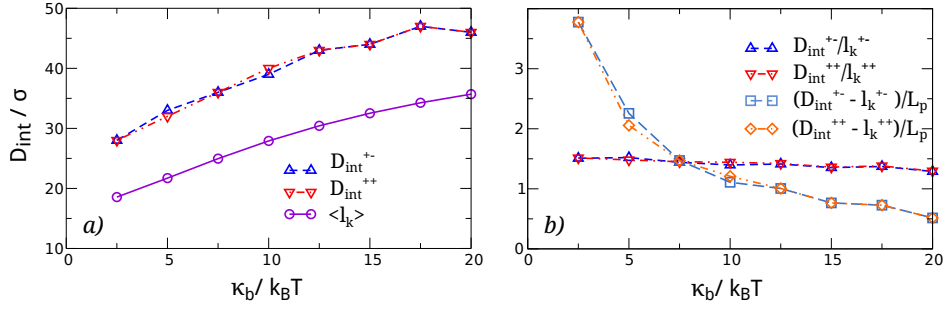 50
40
30
20
10
D_int / σ
D_int^+-
D_int^++
<l_k>
a)
0 5 10 15 20
κ_b / k_BT
3
2
1
0
D_int^+-/l_k^+-
D_int^++/l_k^++
(D_int^+- - l_k^+- )/L_p
(D_int^++ - l_k^++)/L_p
b)
0 5 10 15 20
κ_b / k_BT